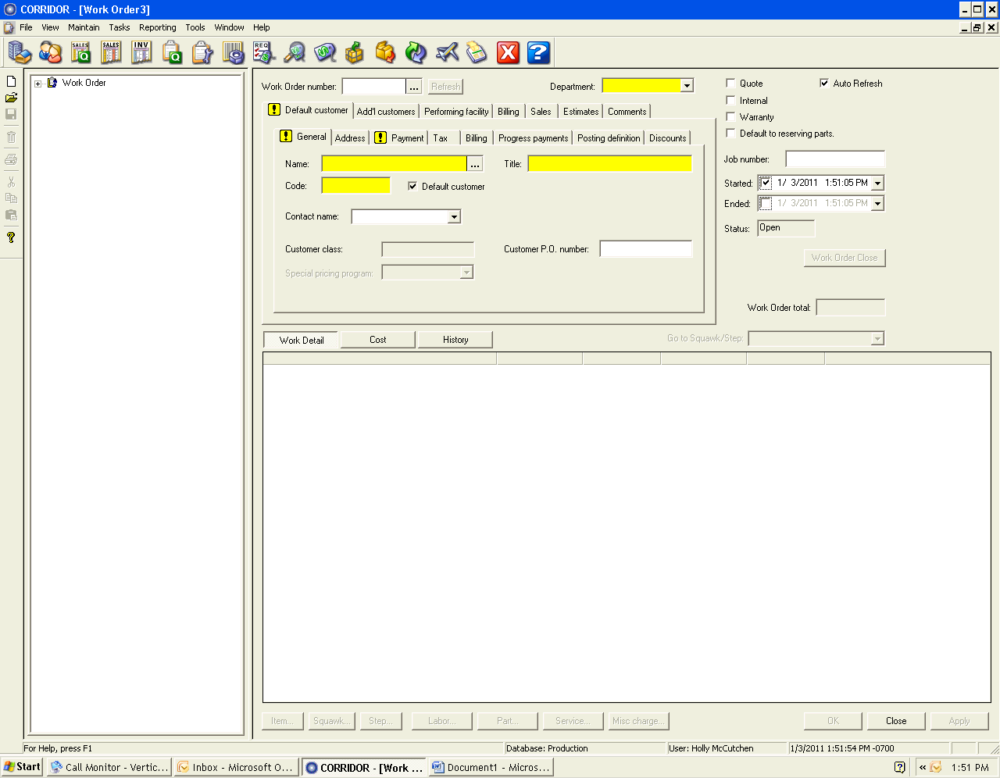 CORRIDOR - [Work Order3]
File View Maintain Tasks Reporting Tools Window Help
SALES SALES INV REQ
Work Order
Work Order number: ... Refresh Department:
Quote Auto Refresh
Internal
Warranty
Default to reserving parts.
Default customer Add'l customers Performing facility Billing Sales Estimates Comments
General Address Payment Tax Billing Progress payments Posting definition Discounts
Name: ... Title:
Code: Default customer
Contact name:
Customer class: Customer P.O. number:
Special pricing program:
Job number:
Started: 1/ 3/2011 1:51:05 PM
Ended: 1/ 3/2011 1:51:05 PM
Status: Open
Work Order Close
Work Order total:
Work Detail Cost History Go to Squawk/Step:
Item... Squawk... Step... Labor... Part... Service... Misc charge... OK Close Apply
For Help, press F1 Database: Production User: Holly McCutchen 1/3/2011 1:51:54 PM -0700
Start Call Monitor - Vertic... Inbox - Microsoft O... CORRIDOR - [Work ... Document1 - Micros... « 1:51 PM